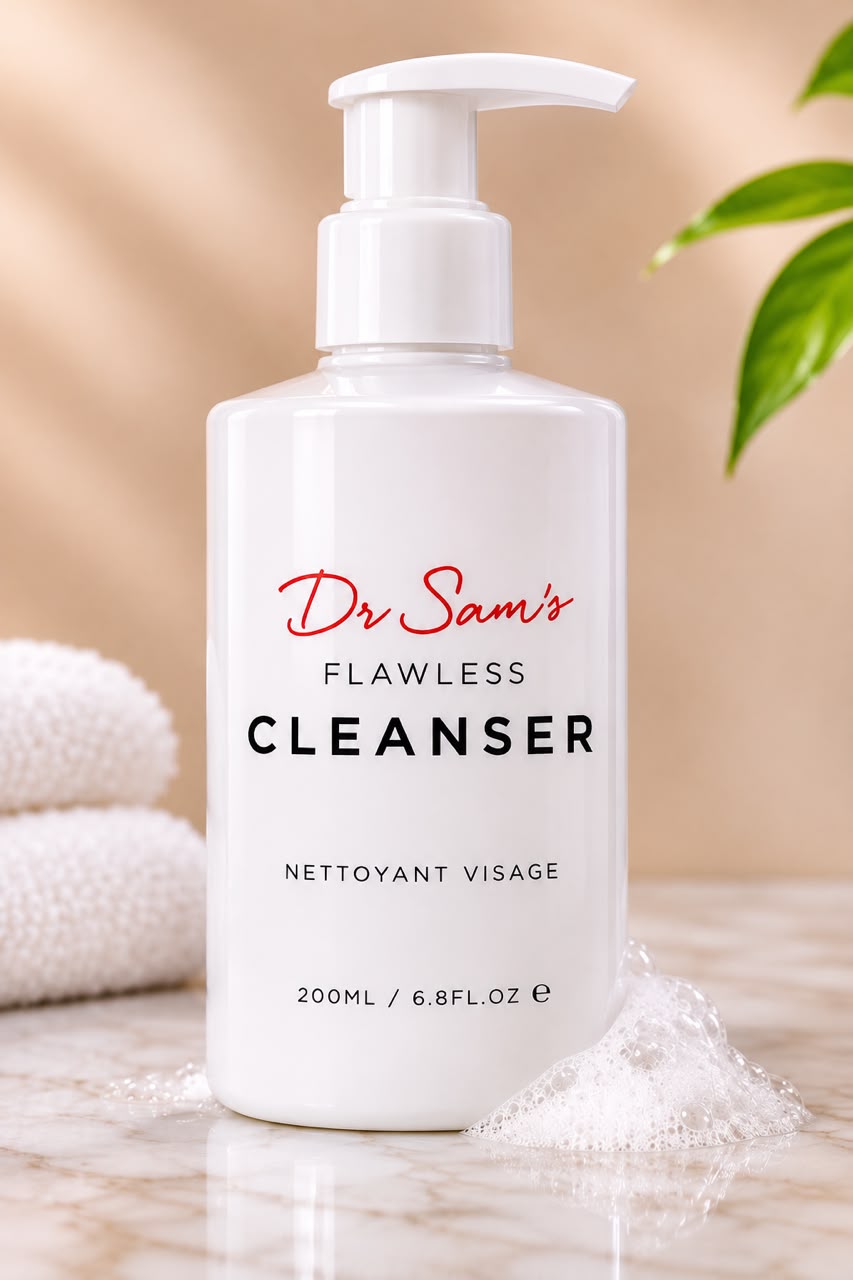 Dr Sam's
FLAWLESS
CLEANSER
NETTOYANT VISAGE
200ML / 6.8FL.OZ ℮